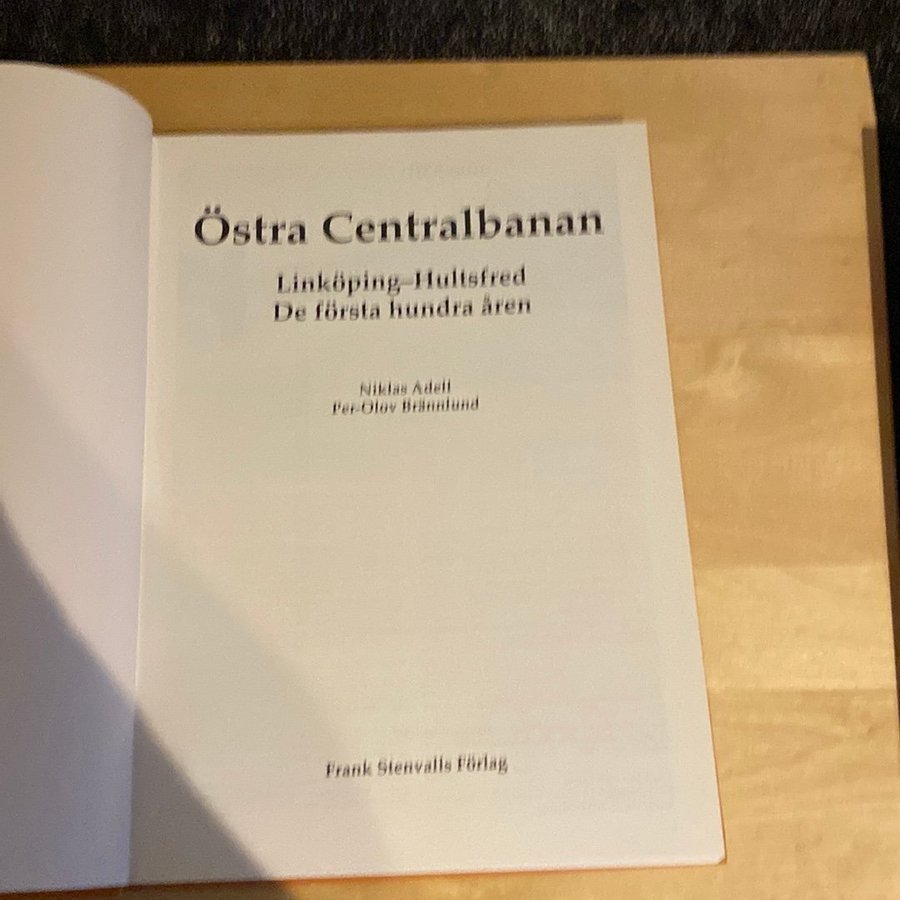 Östra Centralbanan
Linköping–Hultsfred
De första hundra åren
Niklas Adell
Per-Olov Brännlund
Frank Stenvalls Förlag